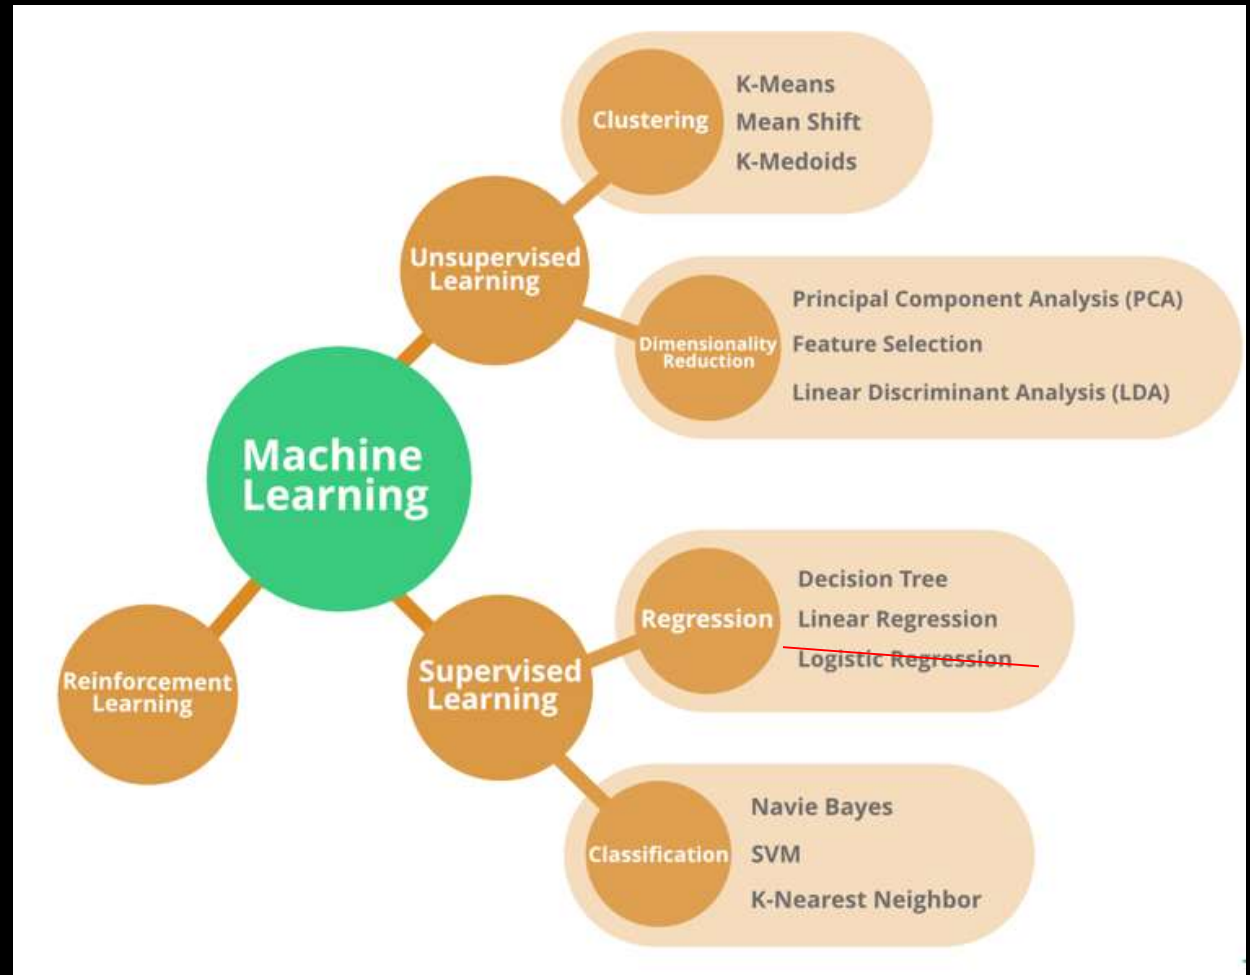 Clustering
K-Means
Mean Shift
K-Medoids
Unsupervised
Learning
Dimensionality
Reduction
Principal Component Analysis (PCA)
Feature Selection
Linear Discriminant Analysis (LDA)
Machine
Learning
Reinforcement
Learning
Supervised
Learning
Regression
Decision Tree
Linear Regression
Logistic Regression
Classification
Navie Bayes
SVM
K-Nearest Neighbor